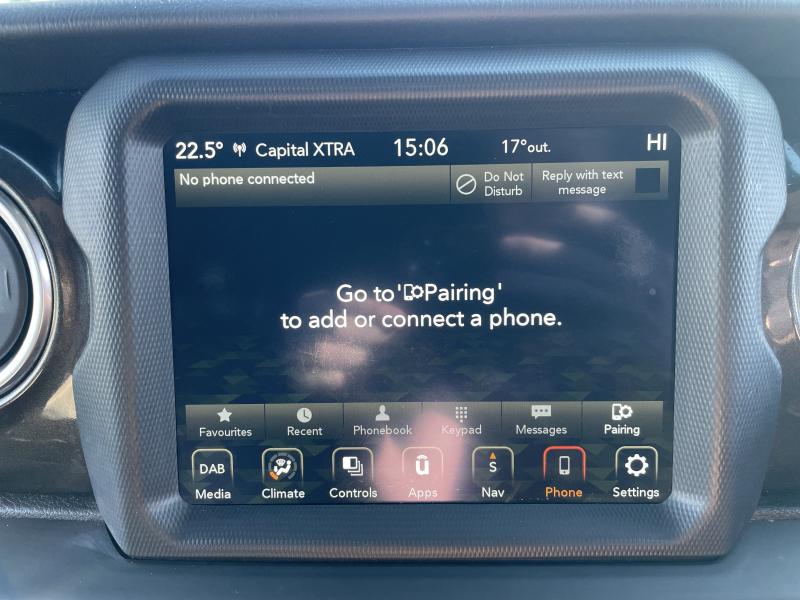 22.5° Capital XTRA 15:06 17°out. HI
No phone connected
Do Not
Disturb
Reply with text
message
Go to'Pairing'
to add or connect a phone.
Favourites Recent Phonebook Keypad Messages Pairing
DAB u S
Media Climate Controls Apps Nav Phone Settings